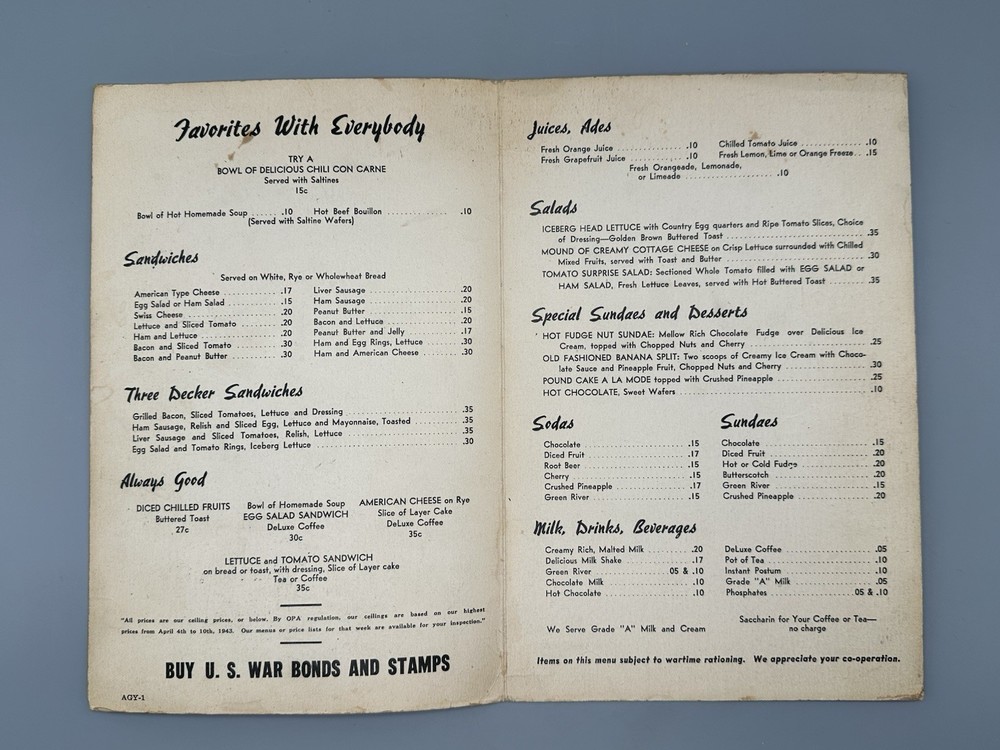 Favorites With Everybody
TRY A
BOWL OF DELICIOUS CHILI CON CARNE
Served with Saltines
15c
Bowl of Hot Homemade Soup ...... .10 Hot Beef Bouillon .................. .10
(Served with Saltine Wafers)
Sandwiches
Served on White, Rye or Wholewheat Bread
American Type Cheese ............ .17
Egg Salad or Ham Salad .......... .15
Swiss Cheese ..................... .20
Lettuce and Sliced Tomato ........ .20
Ham and Lettuce .................. .20
Bacon and Sliced Tomato .......... .30
Bacon and Peanut Butter .......... .30
Liver Sausage .................... .20
Ham Sausage ...................... .20
Peanut Butter .................... .15
Bacon and Lettuce ................ .20
Peanut Butter and Jelly .......... .17
Ham and Egg Rings, Lettuce ....... .30
Ham and American Cheese .......... .30
Three Decker Sandwiches
Grilled Bacon, Sliced Tomatoes, Lettuce and Dressing .................. .35
Ham Sausage, Relish and Sliced Egg, Lettuce and Mayonnaise, Toasted .... .35
Liver Sausage and Sliced Tomatoes, Relish, Lettuce .................... .35
Egg Salad and Tomato Rings, Iceberg Lettuce ........................... .30
Always Good
DICED CHILLED FRUITS
Buttered Toast
27c
Bowl of Homemade Soup
EGG SALAD SANDWICH
DeLuxe Coffee
30c
AMERICAN CHEESE on Rye
Slice of Layer Cake
DeLuxe Coffee
35c
LETTUCE and TOMATO SANDWICH
on bread or toast, with dressing, Slice of Layer cake
Tea or Coffee
35c
"All prices are our ceiling prices, or below. By OPA regulation, our ceilings are based on our highest
prices from April 4th to 10th, 1943. Our menus or price lists for that week are available for your inspection."
BUY U. S. WAR BONDS AND STAMPS
AGY-1
Juices, Ades
Fresh Orange Juice ............... .10
Fresh Grapefruit Juice ........... .10
Chilled Tomato Juice ............. .10
Fresh Lemon, Lime or Orange Freeze.. .15
Fresh Orangeade, Lemonade,
or Limeade ....................... .10
Salads
ICEBERG HEAD LETTUCE with Country Egg quarters and Ripe Tomato Slices, Choice
of Dressing—Golden Brown Buttered Toast ........................ .35
MOUND OF CREAMY COTTAGE CHEESE on Crisp Lettuce surrounded with Chilled
Mixed Fruits, served with Toast and Butter ..................... .30
TOMATO SURPRISE SALAD: Sectioned Whole Tomato filled with EGG SALAD or
HAM SALAD, Fresh Lettuce Leaves, served with Hot Buttered Toast ........ .35
Special Sundaes and Desserts
HOT FUDGE NUT SUNDAE: Mellow Rich Chocolate Fudge over Delicious Ice
Cream, topped with Chopped Nuts and Cherry ..................... .25
OLD FASHIONED BANANA SPLIT: Two scoops of Creamy Ice Cream with Choco-
late Sauce and Pineapple Fruit, Chopped Nuts and Cherry ........ .30
POUND CAKE A LA MODE topped with Crushed Pineapple ............. .25
HOT CHOCOLATE, Sweet Wafers .................................... .10
Sodas
Chocolate ........................ .15
Diced Fruit ...................... .17
Root Beer ........................ .15
Cherry ........................... .15
Crushed Pineapple ................ .17
Green River ...................... .15
Sundaes
Chocolate ........................ .15
Diced Fruit ...................... .20
Hot or Cold Fudge ................ .20
Butterscotch ..................... .20
Green River ...................... .15
Crushed Pineapple ................ .20
Milk, Drinks, Beverages
Creamy Rich, Malted Milk ......... .20
Delicious Milk Shake ............. .17
Green River ................ .05 & .10
Chocolate Milk ................... .10
Hot Chocolate .................... .10
DeLuxe Coffee .................... .05
Pot of Tea ....................... .10
Instant Postum ................... .10
Grade "A" Milk ................... .05
Phosphates ................. .05 & .10
We Serve Grade "A" Milk and Cream
Saccharin for Your Coffee or Tea—
no charge
Items on this menu subject to wartime rationing. We appreciate your co-operation.